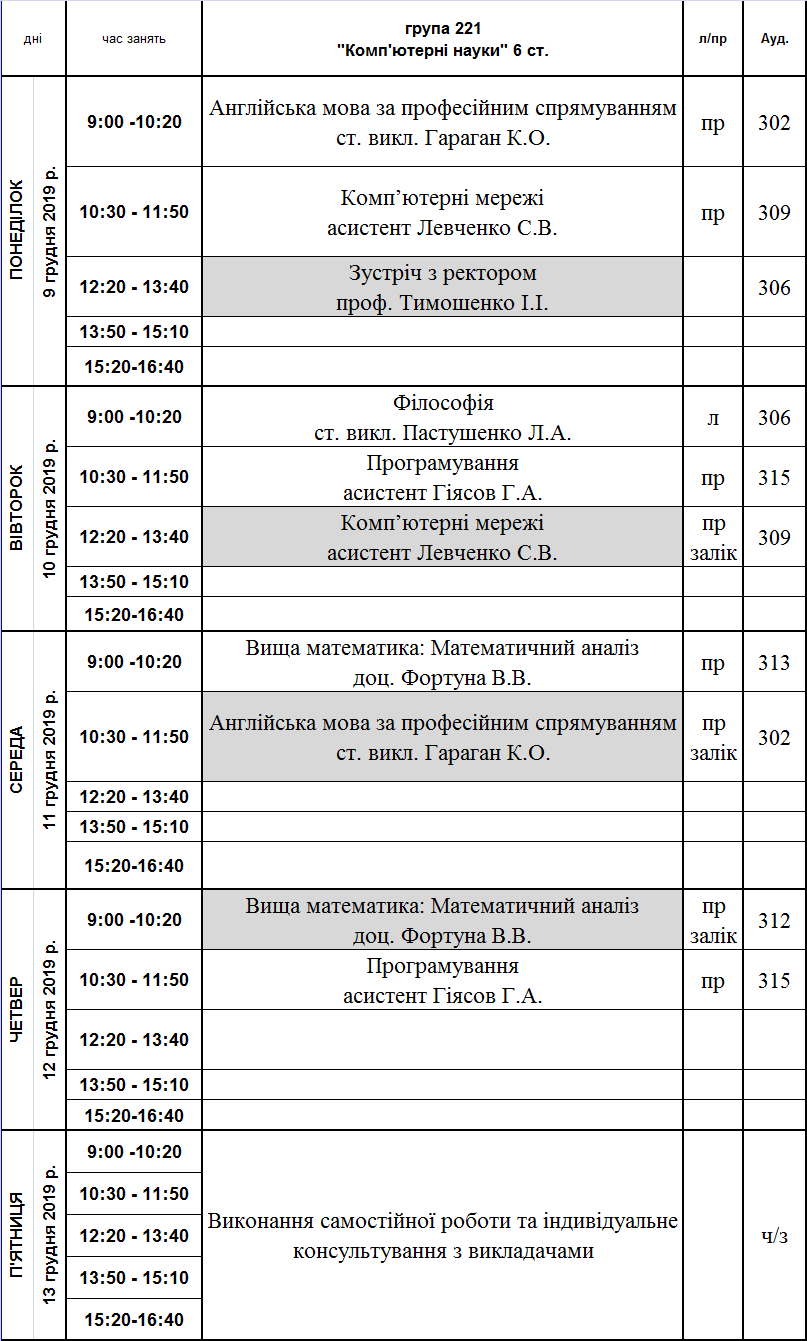 дні
час занять
група 221
"Комп'ютерні науки" 6 ст.
л/пр
Ауд.
ПОНЕДІЛОК
9 грудня 2019 р.
9:00 -10:20
Англійська мова за професійним спрямуванням
ст. викл. Гараган К.О.
пр
302
10:30 - 11:50
Комп’ютерні мережі
асистент Левченко С.В.
пр
309
12:20 - 13:40
Зустріч з ректором
проф. Тимошенко І.І.
306
13:50 - 15:10
15:20-16:40
ВІВТОРОК
10 грудня 2019 р.
9:00 -10:20
Філософія
ст. викл. Пастушенко Л.А.
л
306
10:30 - 11:50
Програмування
асистент Гіясов Г.А.
пр
315
12:20 - 13:40
Комп’ютерні мережі
асистент Левченко С.В.
пр
залік
309
13:50 - 15:10
15:20-16:40
СЕРЕДА
11 грудня 2019 р.
9:00 -10:20
Вища математика: Математичний аналіз
доц. Фортуна В.В.
пр
313
10:30 - 11:50
Англійська мова за професійним спрямуванням
ст. викл. Гараган К.О.
пр
залік
302
12:20 - 13:40
13:50 - 15:10
15:20-16:40
ЧЕТВЕР
12 грудня 2019 р.
9:00 -10:20
Вища математика: Математичний аналіз
доц. Фортуна В.В.
пр
залік
312
10:30 - 11:50
Програмування
асистент Гіясов Г.А.
пр
315
12:20 - 13:40
13:50 - 15:10
15:20-16:40
П'ЯТНИЦЯ
13 грудня 2019 р.
9:00 -10:20
10:30 - 11:50
12:20 - 13:40
13:50 - 15:10
15:20-16:40
Виконання самостійної роботи та індивідуальне
консультування з викладачами
ч/з